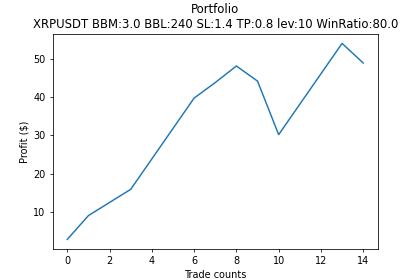 Portfolio
XRPUSDT BBM:3.0 BBL:240 SL:1.4 TP:0.8 lev:10 WinRatio:80.0
50
40
30
20
10
Profit ($)
0 2 4 6 8 10 12 14
Trade counts